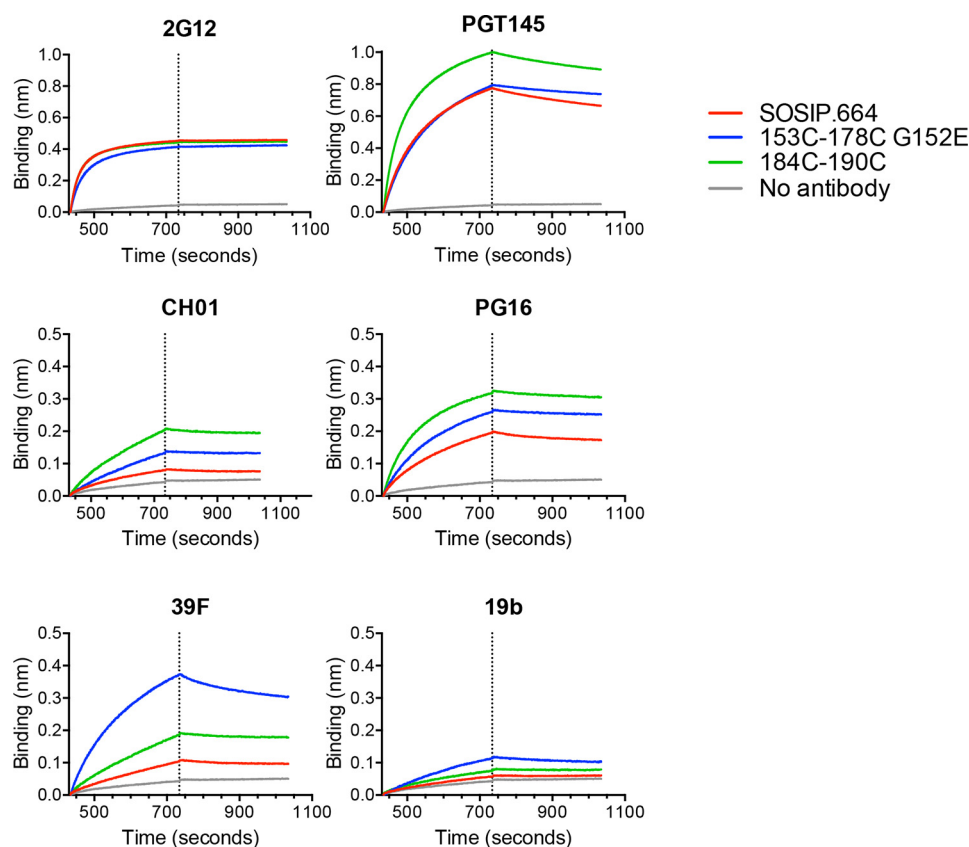 2G12
Binding (nm)
1.0
0.8
0.6
0.4
0.2
0.0
500 700 900 1100
Time (seconds)
PGT145
Binding (nm)
1.0
0.8
0.6
0.4
0.2
0.0
500 700 900 1100
Time (seconds)
SOSIP.664
153C-178C G152E
184C-190C
No antibody
CH01
Binding (nm)
0.5
0.4
0.3
0.2
0.1
0.0
500 700 900 1100
Time (seconds)
PG16
Binding (nm)
0.5
0.4
0.3
0.2
0.1
0.0
500 700 900 1100
Time (seconds)
39F
Binding (nm)
0.5
0.4
0.3
0.2
0.1
0.0
500 700 900 1100
Time (seconds)
19b
Binding (nm)
0.5
0.4
0.3
0.2
0.1
0.0
500 700 900 1100
Time (seconds)